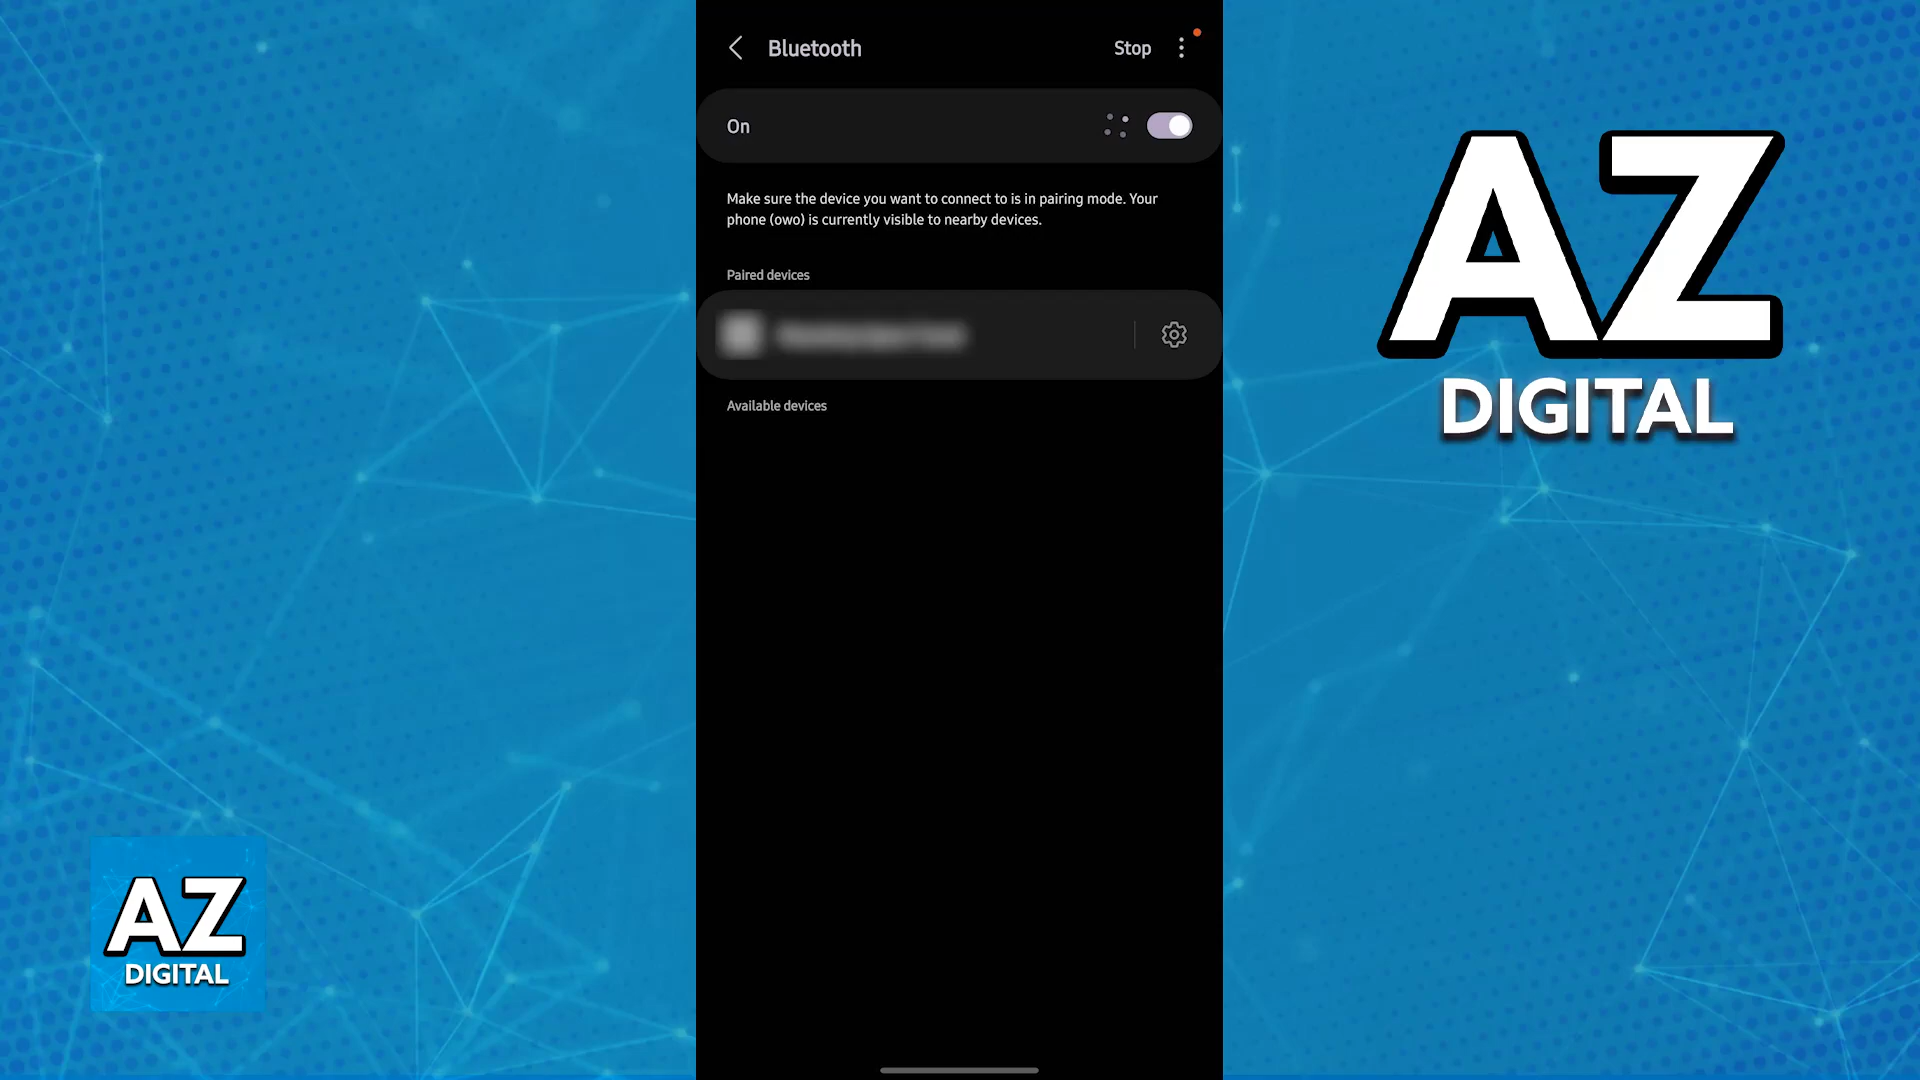 Bluetooth
Stop
On
Make sure the device you want to connect to is in pairing mode. Your
phone (owo) is currently visible to nearby devices.
Paired devices
Available devices
AZ
DIGITAL
AZ
DIGITAL